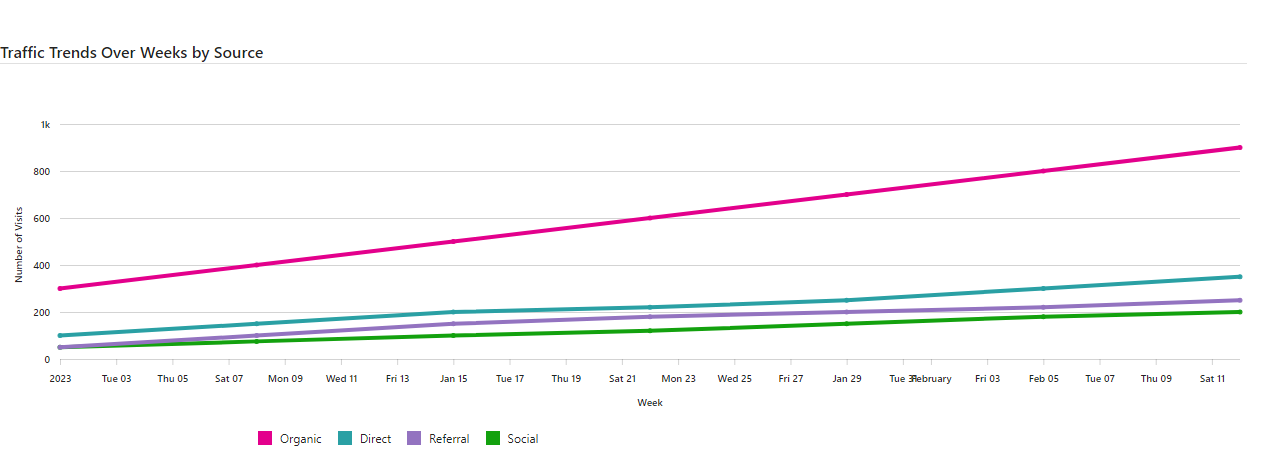 Traffic Trends Over Weeks by Source
1k
800
600
400
200
0
Number of Visits
2023 Tue 03 Thu 05 Sat 07 Mon 09 Wed 11 Fri 13 Jan 15 Tue 17 Thu 19 Sat 21 Mon 23 Wed 25 Fri 27 Jan 29 Tue 31 February Fri 03 Feb 05 Tue 07 Thu 09 Sat 11
Week
Organic Direct Referral Social